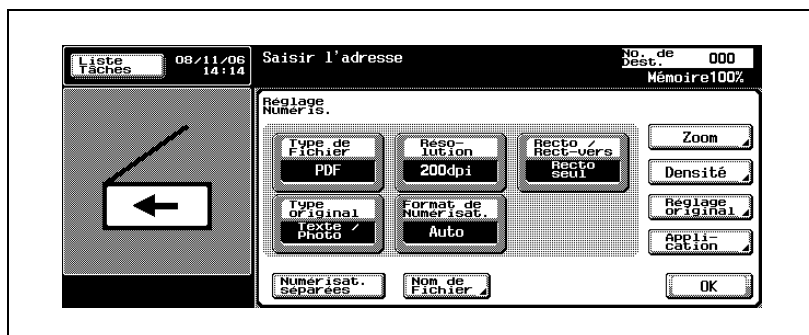 Liste
Tâches
08/11/06
14:14
Saisir l'adresse
No. de
Dest.
000
Mémoire100%
Réglage
Numéris.
Type de
Fichier
PDF
Réso-
lution
200dpi
Recto /
Rect-vers
Recto
seul
Zoom
Densité
Type
original
Texte /
Photo
Format de
Numérisat.
Auto
Réglage
original
Appli-
cation
Numérisat.
séparées
Nom de
Fichier
OK